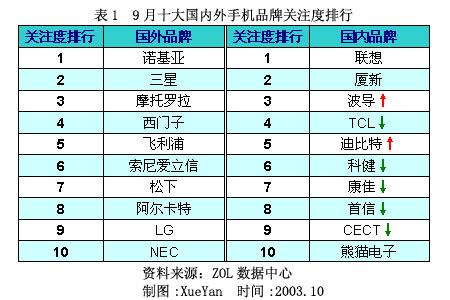 表1 9月十大国内外手机品牌关注度排行
关注度排行 国外品牌 关注度排行 国内品牌
1 诺基亚 1 联想
2 三星 2 厦新
3 摩托罗拉 3 波导↑
4 西门子 4 TCL↓
5 飞利浦 5 迪比特↑
6 索尼爱立信 6 科健↓
7 松下 7 康佳↓
8 阿尔卡特 8 首信↓
9 LG 9 CECT↓
10 NEC 10 熊猫电子
资料来源：ZOL数据中心
制图:XueYan 时间:2003.10